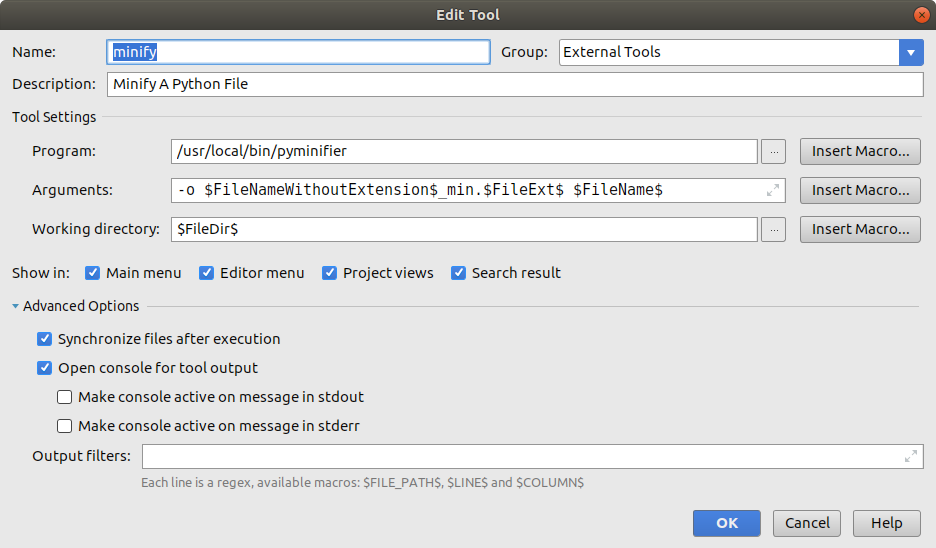 Edit Tool
Name: minify Group: External Tools
Description: Minify A Python File
Tool Settings
Program: /usr/local/bin/pyminifier ... Insert Macro...
Arguments: -o $FileNameWithoutExtension$_min.$FileExt$ $FileName$ Insert Macro...
Working directory: $FileDir$ ... Insert Macro...
Show in: Main menu Editor menu Project views Search result
Advanced Options
Synchronize files after execution
Open console for tool output
Make console active on message in stdout
Make console active on message in stderr
Output filters:
Each line is a regex, available macros: $FILE_PATH$, $LINE$ and $COLUMN$
OK Cancel Help